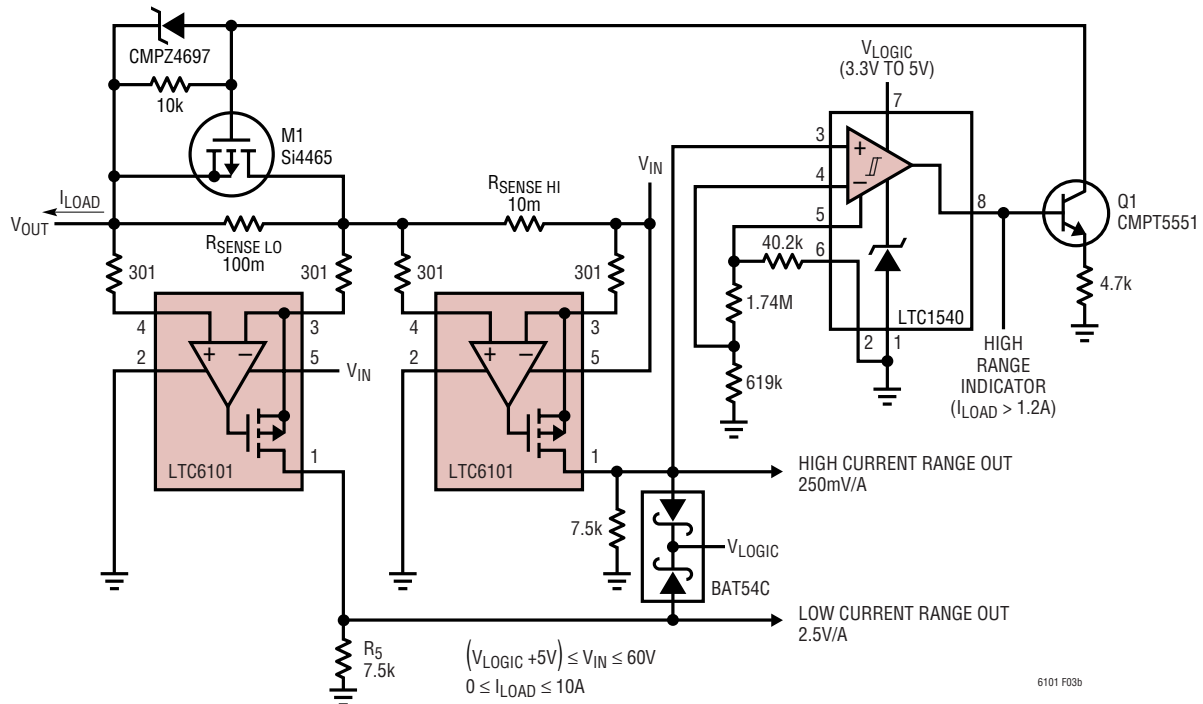 CMPZ4697
10k
M1
Si4465
VLOGIC
(3.3V TO 5V)
7
3
4
5
6
8
2
1
+
−
40.2k
1.74M
619k
LTC1540
Q1
CMPT5551
4.7k
HIGH
RANGE
INDICATOR
(ILOAD > 1.2A)
ILOAD
VOUT
RSENSE LO
100m
RSENSE HI
10m
VIN
301
301
301
301
4
3
2
5
VIN
+
−
1
LTC6101
4
3
2
5
+
−
1
LTC6101
HIGH CURRENT RANGE OUT
250mV/A
7.5k
VLOGIC
BAT54C
LOW CURRENT RANGE OUT
2.5V/A
R5
7.5k
(VLOGIC +5V) ≤ VIN ≤ 60V
0 ≤ ILOAD ≤ 10A
6101 F03b